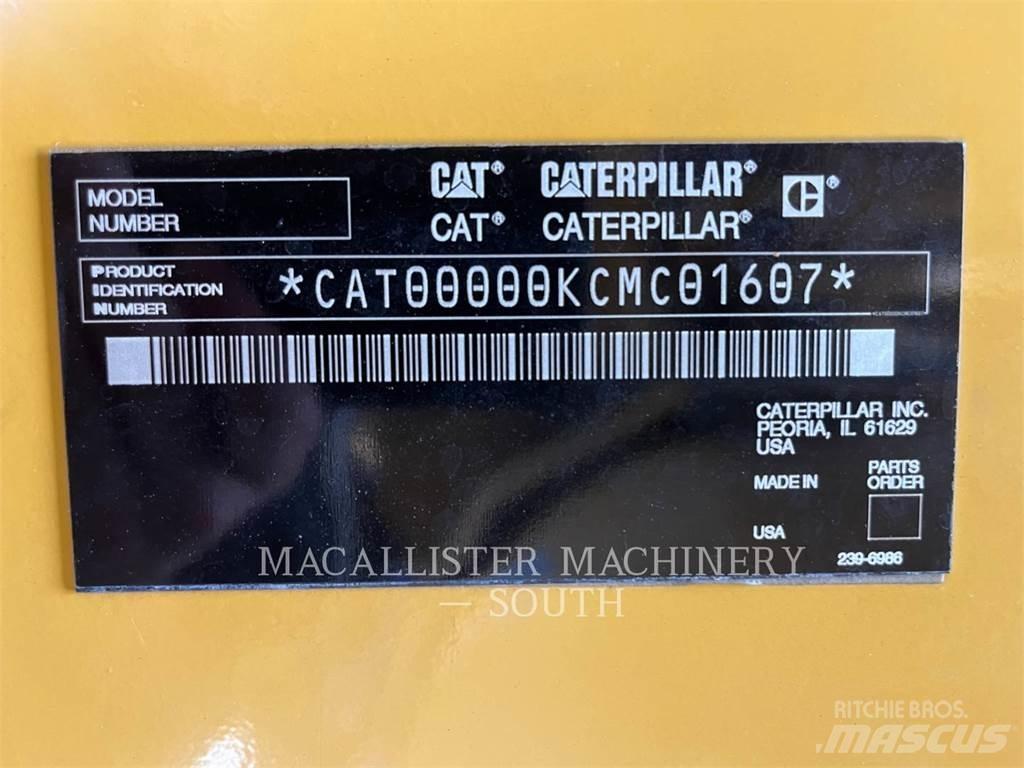 MODEL
NUMBER
CAT® CATERPILLAR® C®
CAT® CATERPILLAR®
PRODUCT
IDENTIFICATION
NUMBER
*CAT00000KCMC01607*
CATERPILLAR INC.
PEORIA, IL 61629
USA
MADE IN
USA
PARTS
ORDER
239-6986
MACALLISTER MACHINERY
— SOUTH
RITCHIE BROS.
MASCUS